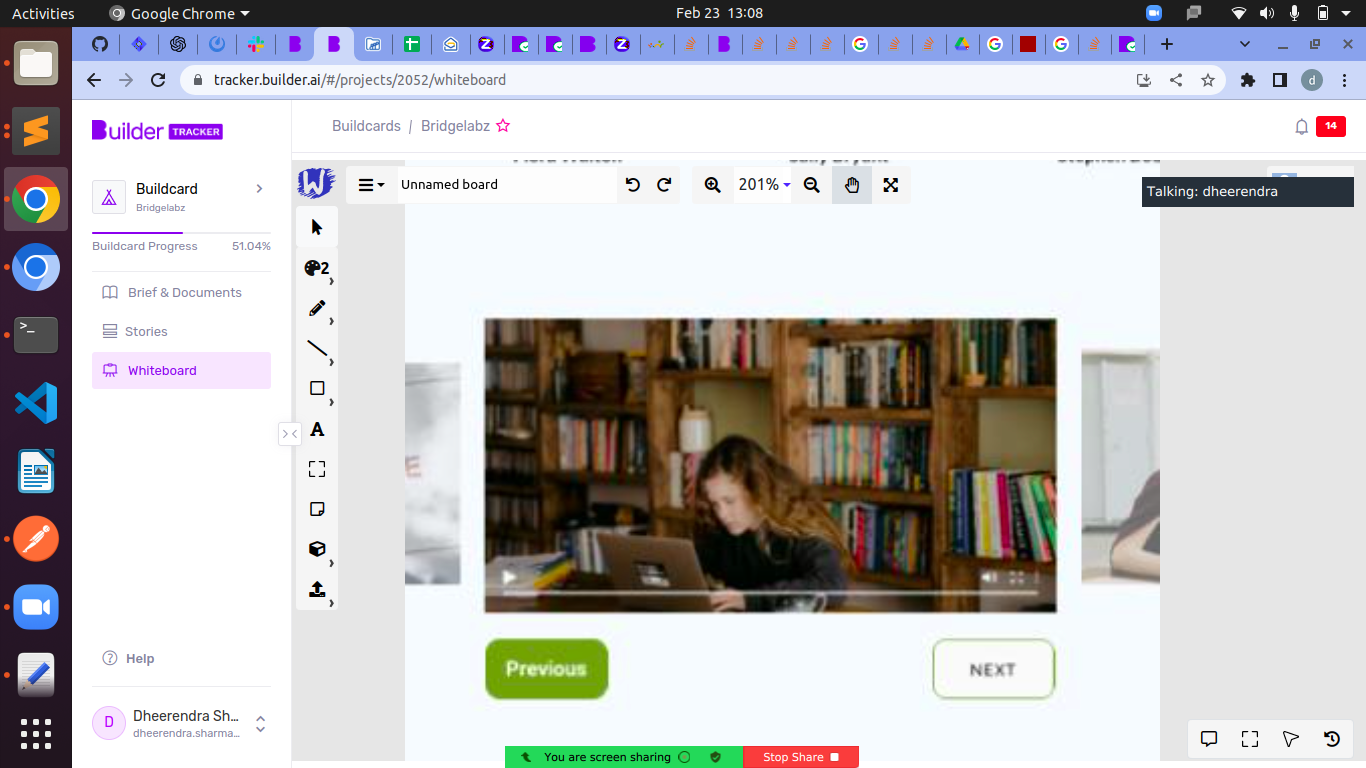 Activities
Google Chrome
Feb 23 13:08
tracker.builder.ai/#/projects/2052/whiteboard
d
Builder TRACKER
Buildcards / Bridgelabz
14
Buildcard
Bridgelabz
Buildcard Progress 51.04%
Brief & Documents
Stories
Whiteboard
Unnamed board
201%
Talking: dheerendra
2
A
E
Previous
NEXT
Help
D
Dheerendra Sh...
dheerendra.sharma...
You are screen sharing
Stop Share